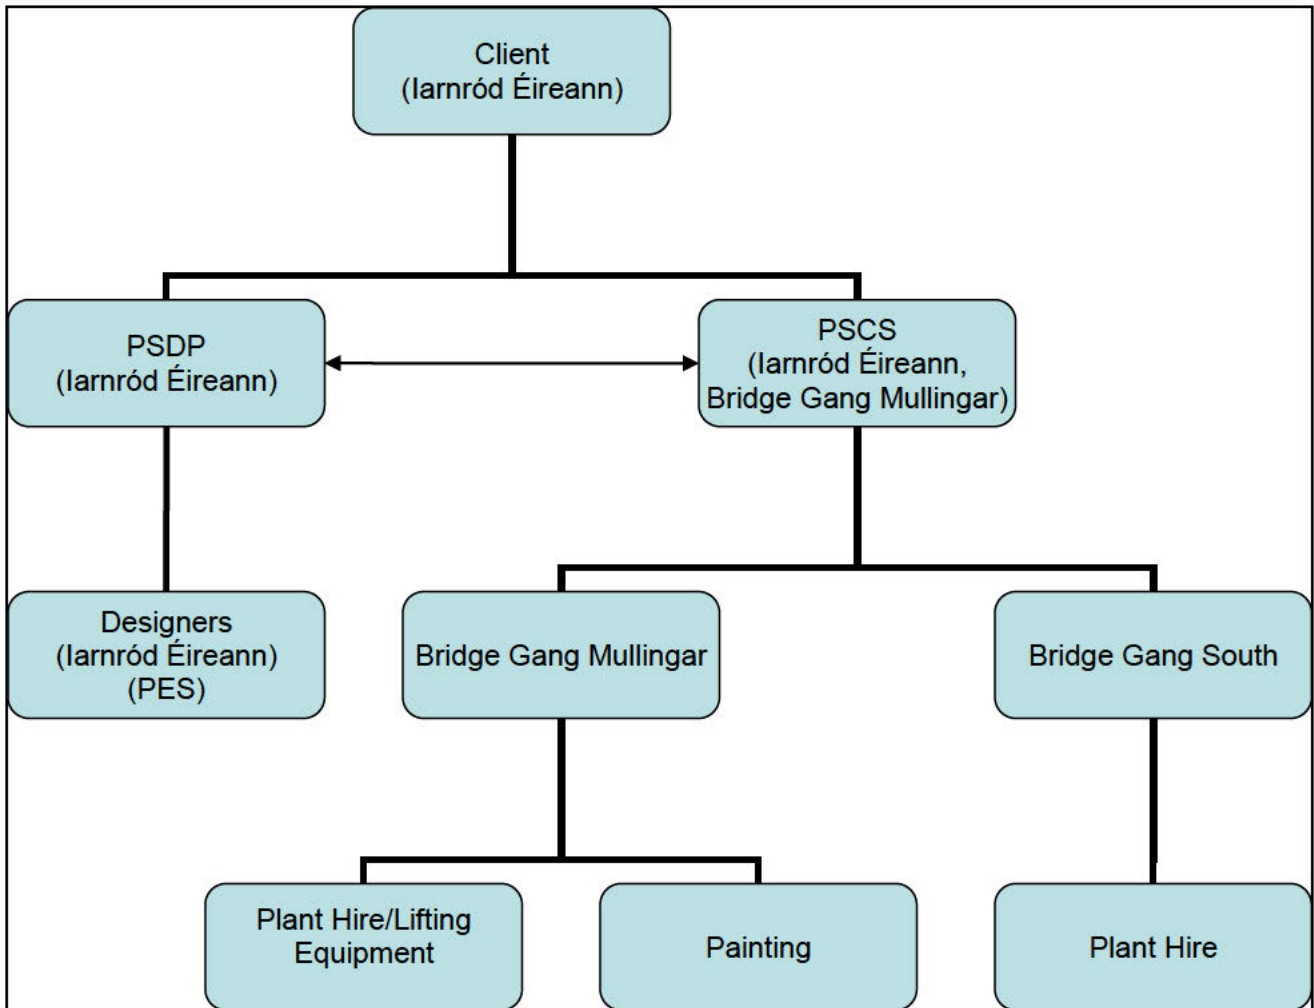 Client
(Iarnród Éireann)
PSDP
(Iarnród Éireann)
PSCS
(Iarnród Éireann,
Bridge Gang Mullingar)
Designers
(Iarnród Éireann)
(PES)
Bridge Gang Mullingar
Bridge Gang South
Plant Hire/Lifting
Equipment
Painting
Plant Hire